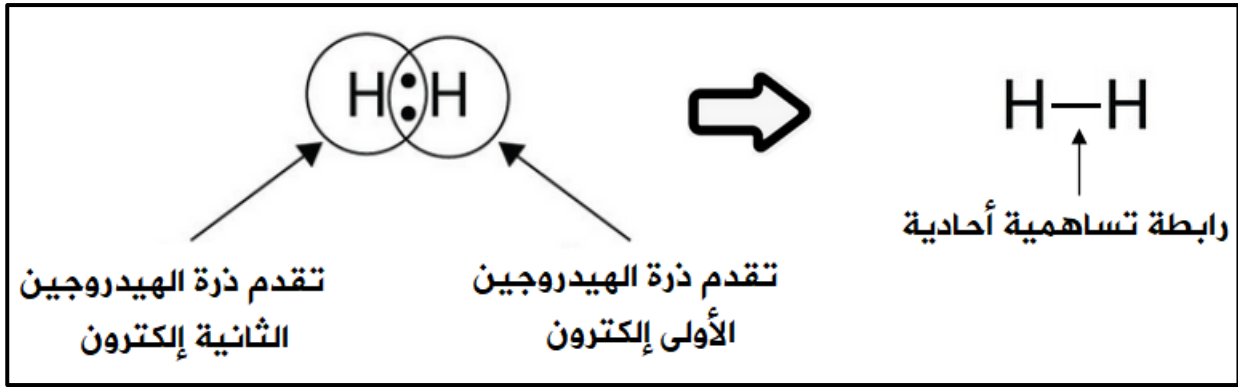 H:H
H—H
رابطة تساهمية أحادية
تقدم ذرة الهيدروجين
الأولى إلكترون
تقدم ذرة الهيدروجين
الثانية إلكترون